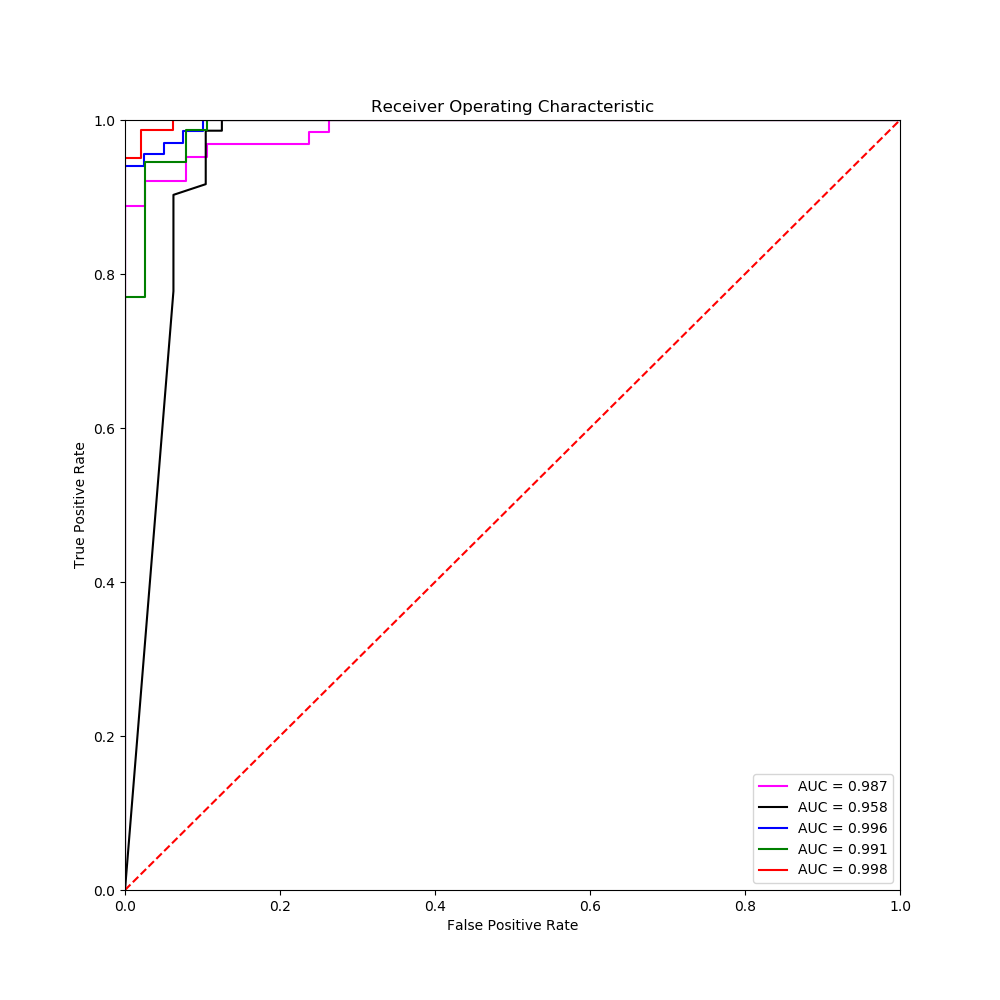 Receiver Operating Characteristic
1.0
0.8
0.6
0.4
0.2
0.0
True Positive Rate
0.0 0.2 0.4 0.6 0.8 1.0
False Positive Rate
AUC = 0.987
AUC = 0.958
AUC = 0.996
AUC = 0.991
AUC = 0.998